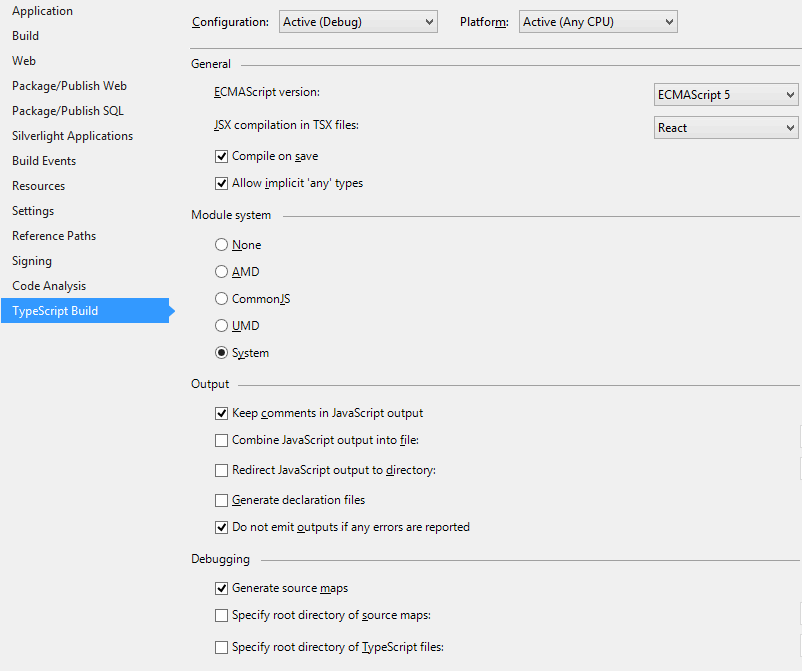 Application
Build
Web
Package/Publish Web
Package/Publish SQL
Silverlight Applications
Build Events
Resources
Settings
Reference Paths
Signing
Code Analysis
TypeScript Build
Configuration: Active (Debug) Platform: Active (Any CPU)
General
ECMAScript version: ECMAScript 5
JSX compilation in TSX files: React
Compile on save
Allow implicit 'any' types
Module system
None
AMD
CommonJS
UMD
System
Output
Keep comments in JavaScript output
Combine JavaScript output into file:
Redirect JavaScript output to directory:
Generate declaration files
Do not emit outputs if any errors are reported
Debugging
Generate source maps
Specify root directory of source maps:
Specify root directory of TypeScript files: